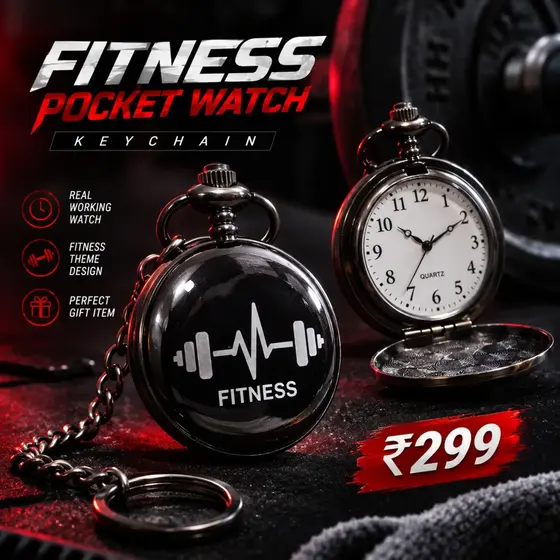 FITNESS
POCKET WATCH
KEYCHAIN
REAL
WORKING
WATCH
FITNESS
THEME
DESIGN
PERFECT
GIFT ITEM
FITNESS
12
1
2
3
4
5
6
7
8
9
10
11
QUARTZ
₹299